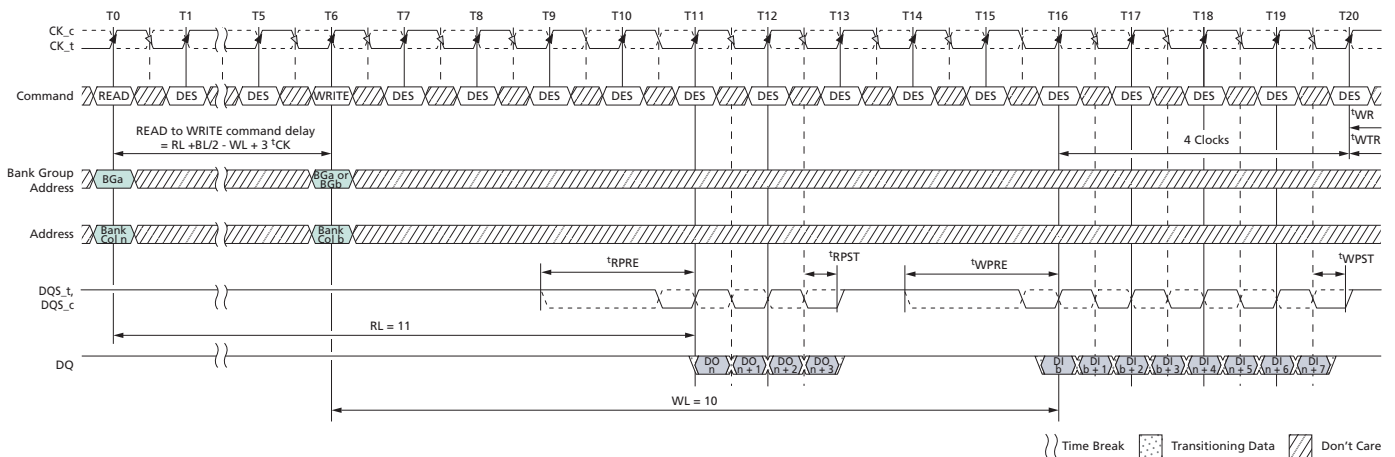 T0 T1 T5 T6 T7 T8 T9 T10 T11 T12 T13 T14 T15 T16 T17 T18 T19 T20
CK_c
CK_t
Command READ DES DES WRITE DES DES DES DES DES DES DES DES DES DES DES DES DES DES
tWR
READ to WRITE command delay
= RL +BL/2 - WL + 3 tCK
4 Clocks
tWTR
Bank Group
Address
BGa
BGa or
BGb
Address
Bank
Col n
Bank
Col b
tRPRE tRPST tWPRE tWPST
DQS_t,
DQS_c
RL = 11
DQ
DO
n
DO
n + 1
DO
n + 2
DO
n + 3
DI
b
DI
b + 1
DI
b + 2
DI
b + 3
DI
n + 4
DI
n + 5
DI
n + 6
DI
n + 7
WL = 10
Time Break Transitioning Data Don't Care